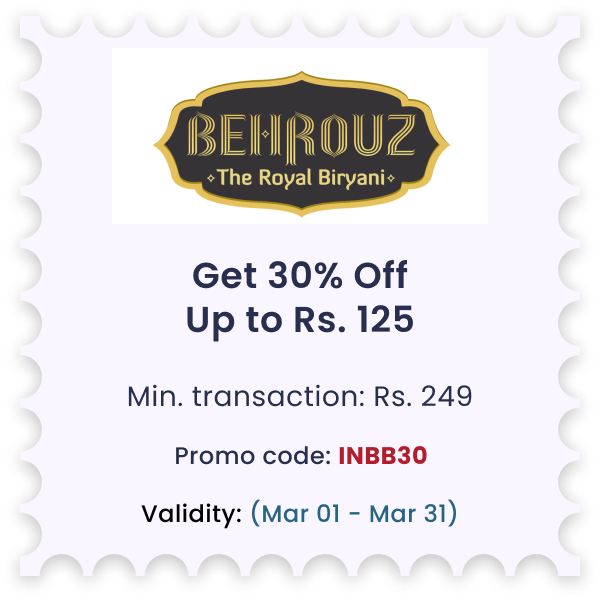 BEHROUZ
The Royal Biryani
Get 30% Off
Up to Rs. 125
Min. transaction: Rs. 249
Promo code: INBB30
Validity: (Mar 01 - Mar 31)